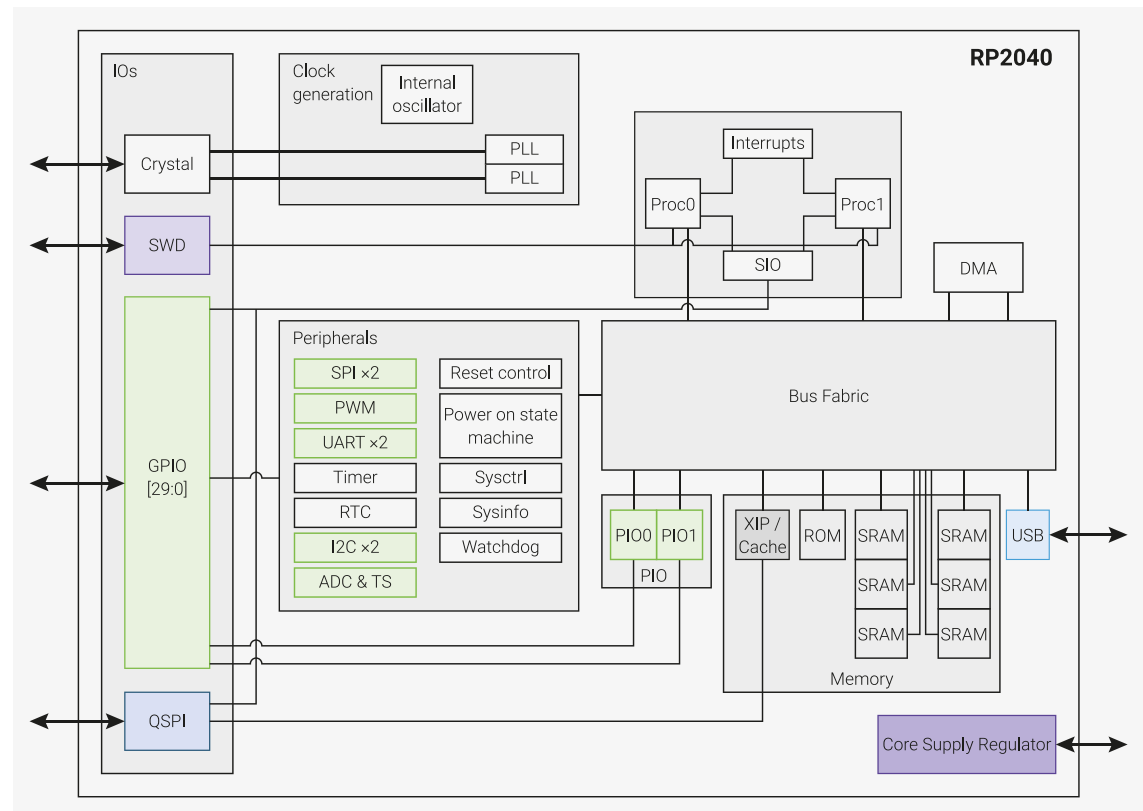 RP2040
IOs
Crystal
SWD
GPIO
[29:0]
QSPI
Clock
generation
Internal
oscillator
PLL
PLL
Interrupts
Proc0
Proc1
SIO
DMA
Peripherals
SPI ×2
PWM
UART ×2
Timer
RTC
I2C ×2
ADC & TS
Reset control
Power on state
machine
Sysctrl
Sysinfo
Watchdog
Bus Fabric
PIO0
PIO1
PIO
XIP /
Cache
ROM
SRAM
SRAM
SRAM
SRAM
SRAM
SRAM
Memory
USB
Core Supply Regulator